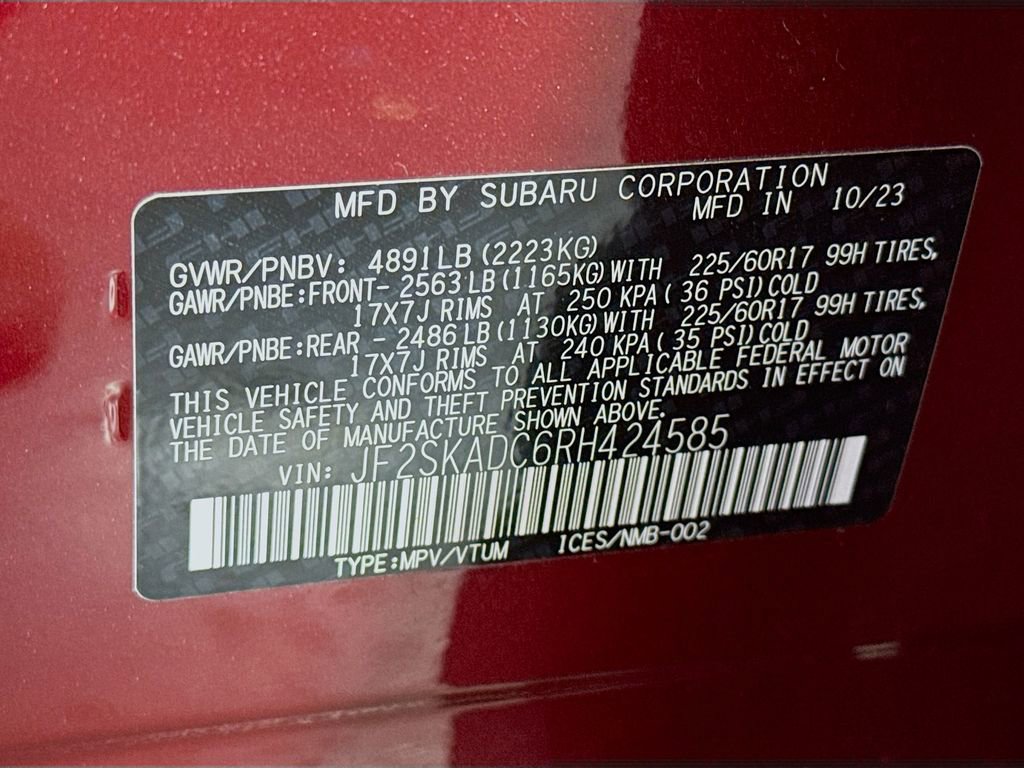 MFD BY SUBARU CORPORATION
MFD IN 10/23
GVWR/PNBV: 4891LB (2223KG)
GAWR/PNBE:FRONT- 2563LB (1165KG) WITH 225/60R17 99H TIRES,
17X7J RIMS AT 250 KPA( 36 PSI) COLD
GAWR/PNBE:REAR - 2486LB (1130KG) WITH 225/60R17 99H TIRES,
17X7J RIMS AT 240 KPA( 35 PSI) COLD
THIS VEHICLE CONFORMS TO ALL APPLICABLE FEDERAL MOTOR
VEHICLE SAFETY AND THEFT PREVENTION STANDARDS IN EFFECT ON
THE DATE OF MANUFACTURE SHOWN ABOVE.
VIN: JF2SKADC6RH424585
TYPE:MPV/VTUM ICES/NMB-002